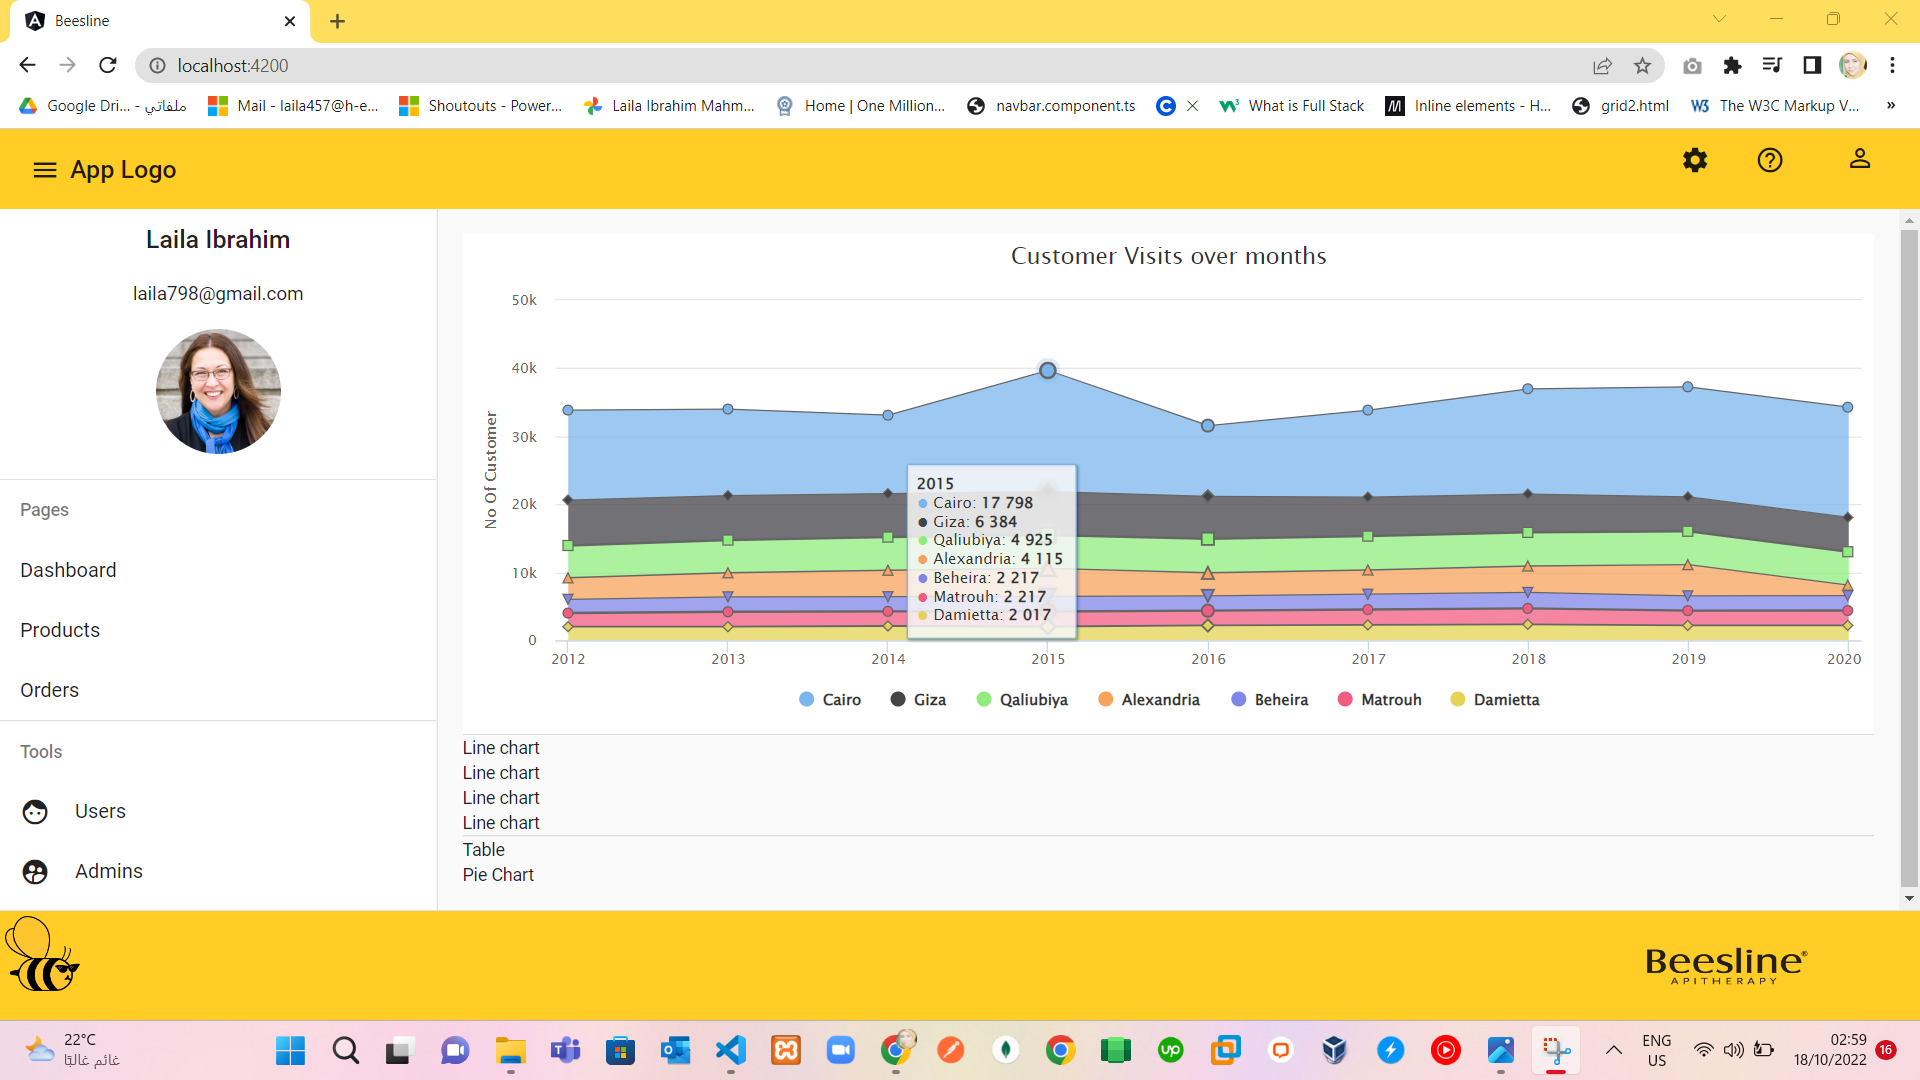 Beesline
localhost:4200
Google Dri... - ملفاتي
Mail - laila457@h-e...
Shoutouts - Power...
Laila Ibrahim Mahm...
Home | One Million...
navbar.component.ts
What is Full Stack
Inline elements - H...
grid2.html
The W3C Markup V...
App Logo
Laila Ibrahim
laila798@gmail.com
Pages
Dashboard
Products
Orders
Tools
Users
Admins
Customer Visits over months
No Of Customer
50k
40k
30k
20k
10k
0
2015
Cairo: 17 798
Giza: 6 384
Qaliubiya: 4 925
Alexandria: 4 115
Beheira: 2 217
Matrouh: 2 217
Damietta: 2 017
2012 2013 2014 2015 2016 2017 2018 2019 2020
Cairo Giza Qaliubiya Alexandria Beheira Matrouh Damietta
Line chart
Line chart
Line chart
Line chart
Table
Pie Chart
Beesline®
APITHERAPY
22°C
غائم غالبًا
ENG
US
02:59
18/10/2022
16